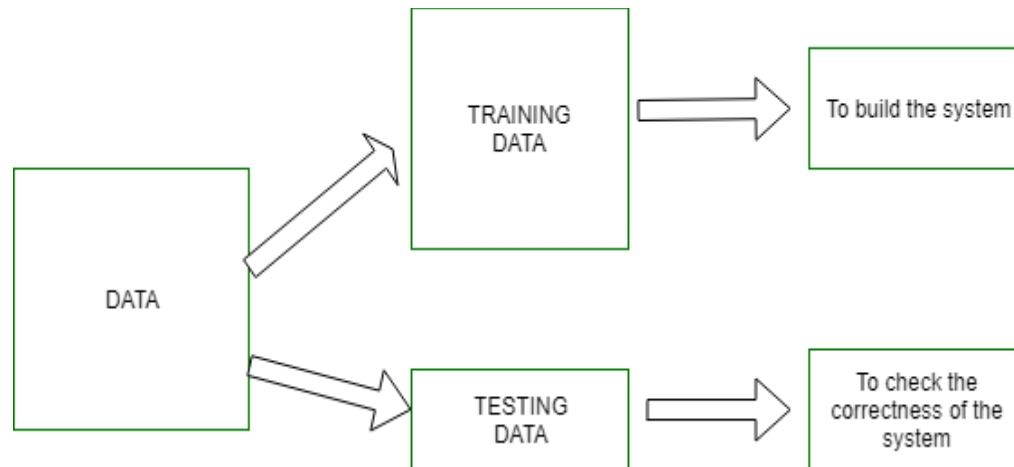 DATA
TRAINING
DATA
To build the system
TESTING
DATA
To check the
correctness of the
system